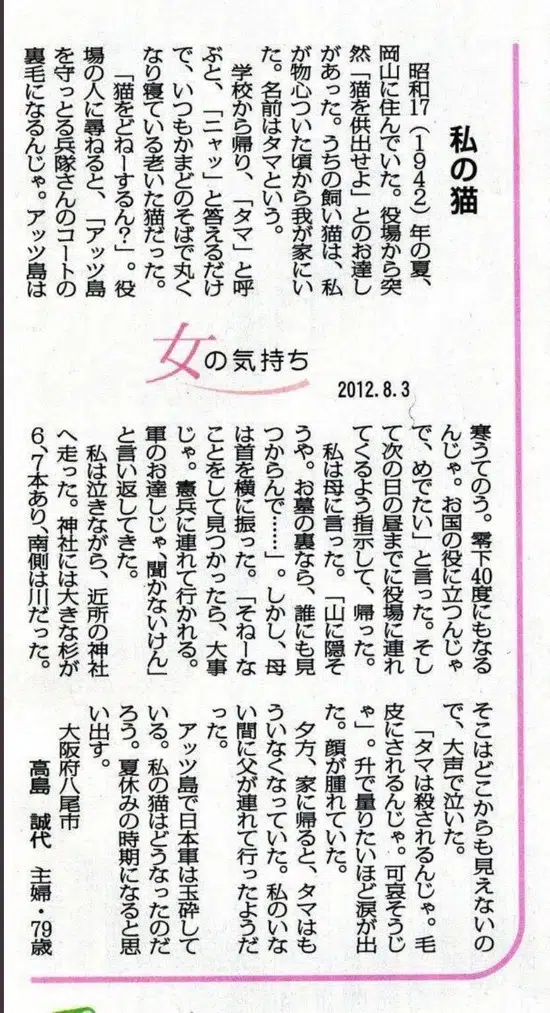 私の猫
昭和17（1942）年の夏、
岡山に住んでいた。役場から突
然「猫を供出せよ」とのお達し
があった。うちの飼い猫は、私
が物心ついた頃から我が家にい
た。名前はタマという。
学校から帰り、「タマ」と呼
ぶと、「ニャッ」と答えるだけ
で、いつもかまどのそばで丸く
なり寝ている老いた猫だった。
「猫をどねーするん？」。役
場の人に尋ねると、「アッツ島
を守っとる兵隊さんのコートの
裏毛になるんじゃ。アッツ島は
女の気持ち
2012.8.3
寒うてのう。零下40度にもなる
んじゃ。お国の役に立つんじゃ
で、めでたい」と言った。そし
て次の日の昼までに役場に連れ
てくるよう指示して、帰った。
私は母に言った。「山に隠そ
うや。お墓の裏なら、誰にも見
つからんで……」。しかし、母
は首を横に振った。「そねーな
ことをして見つかったら、大事
じゃ。憲兵に連れて行かれる。
軍のお達しじゃ、聞かないけん」
と言い返してきた。
私は泣きながら、近所の神社
へ走った。神社には大きな杉が
6、7本あり、南側は川だった。
そこはどこからも見えないの
で、大声で泣いた。
「タマは殺されるんじゃ。毛
皮にされるんじゃ。可哀そうじ
ゃ」。升で量りたいほど涙が出
た。顔が腫れていた。
夕方、家に帰ると、タマはも
ういなくなっていた。私のいな
い間に父が連れて行ったようだ
った。
アッツ島で日本軍は玉砕して
いる。私の猫はどうなったのだ
ろう。夏休みの時期になると思
い出す。
大阪府八尾市
高島　誠代　主婦・79歳